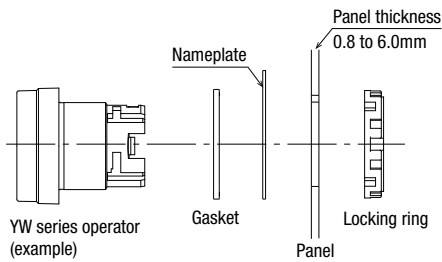 Panel thickness
0.8 to 6.0mm
Nameplate
YW series operator
(example)
Gasket
Locking ring
Panel